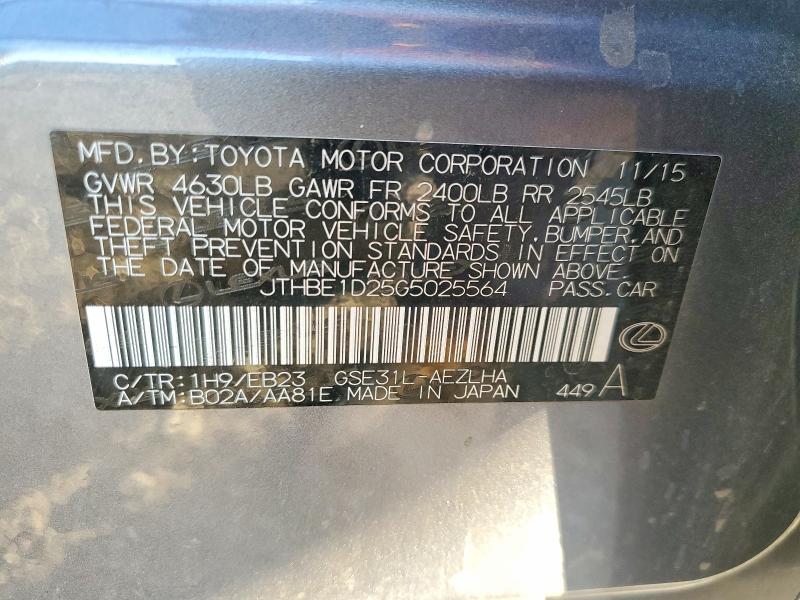 MFD. BY: TOYOTA MOTOR CORPORATION 11/15
GVWR 4630LB GAWR FR 2400LB RR 2545LB
THIS VEHICLE CONFORMS TO ALL APPLICABLE
FEDERAL MOTOR VEHICLE SAFETY, BUMPER, AND
THEFT PREVENTION STANDARDS IN EFFECT ON
THE DATE OF MANUFACTURE SHOWN ABOVE.
JTHBE1D25G5025564 PASS. CAR
C/TR: 1H9/EB23 GSE31L-AEZLHA
A/TM: B02A/AA81E MADE IN JAPAN 449 A